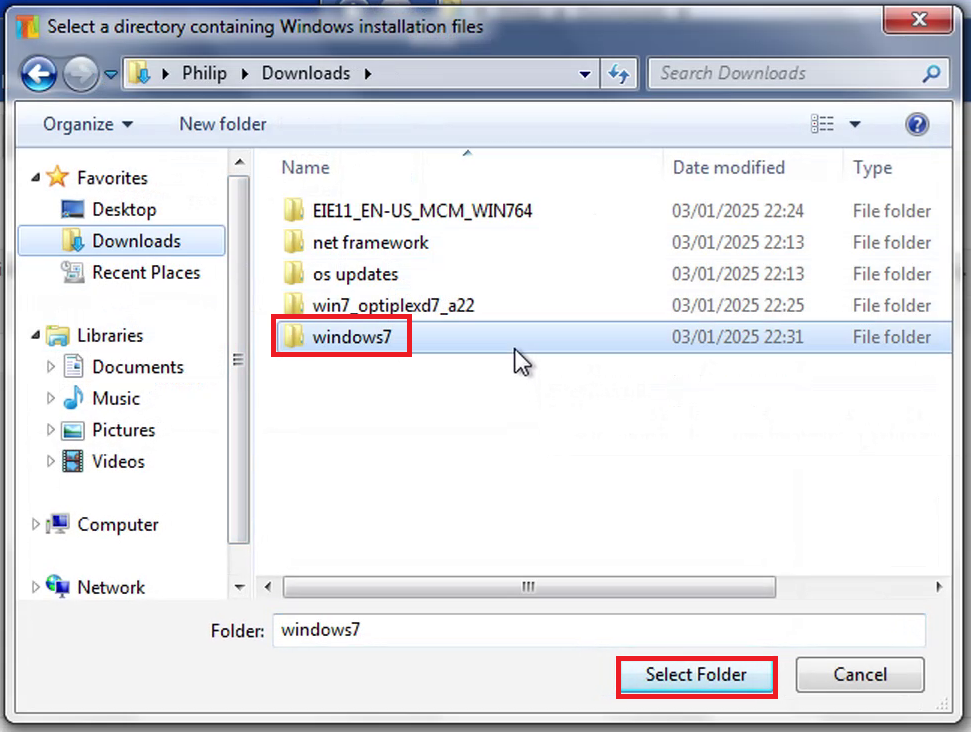 Select a directory containing Windows installation files
Philip Downloads
Search Downloads
Organize New folder
Name Date modified Type
Favorites
Desktop
Downloads
Recent Places
Libraries
Documents
Music
Pictures
Videos
Computer
Network
EIE11_EN-US_MCM_WIN764 03/01/2025 22:24 File folder
net framework 03/01/2025 22:13 File folder
os updates 03/01/2025 22:13 File folder
win7_optiplexd7_a22 03/01/2025 22:25 File folder
windows7 03/01/2025 22:31 File folder
Folder: windows7
Select Folder Cancel